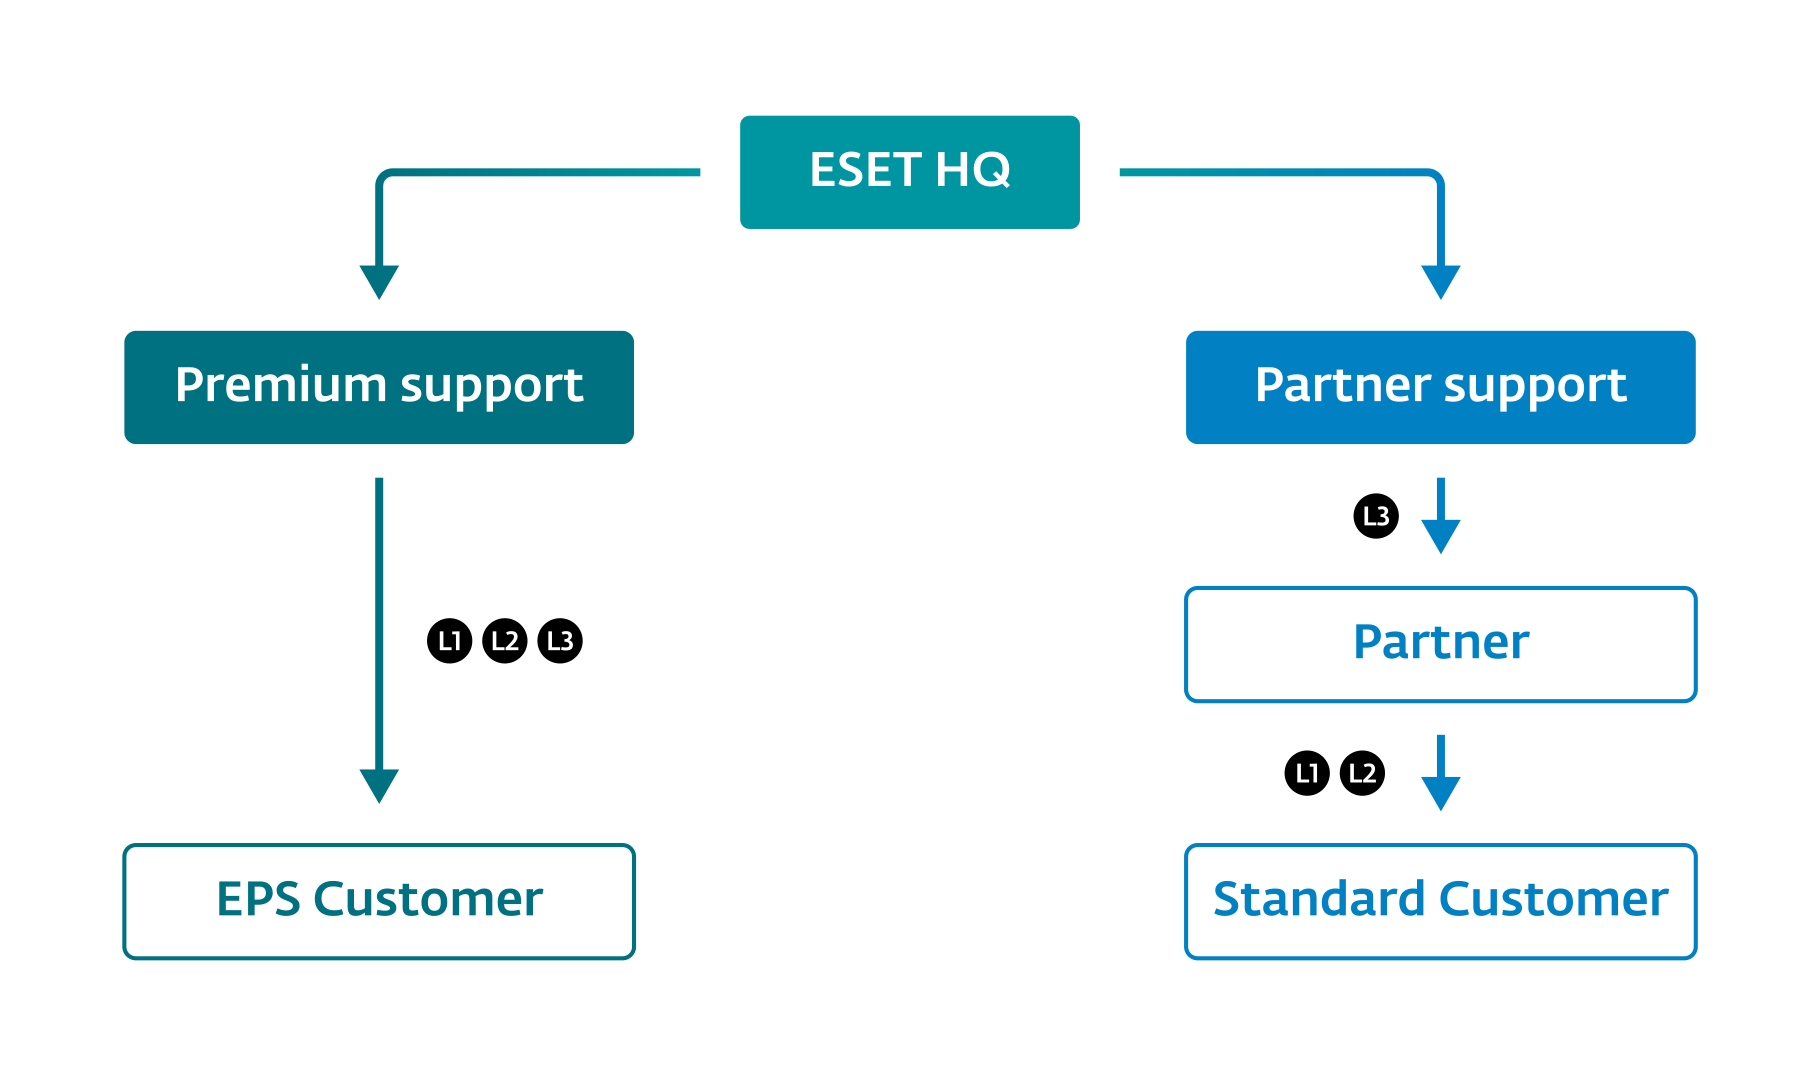 ESET HQ
Premium support
Partner support
L3
L1 L2 L3
Partner
L1 L2
EPS Customer
Standard Customer